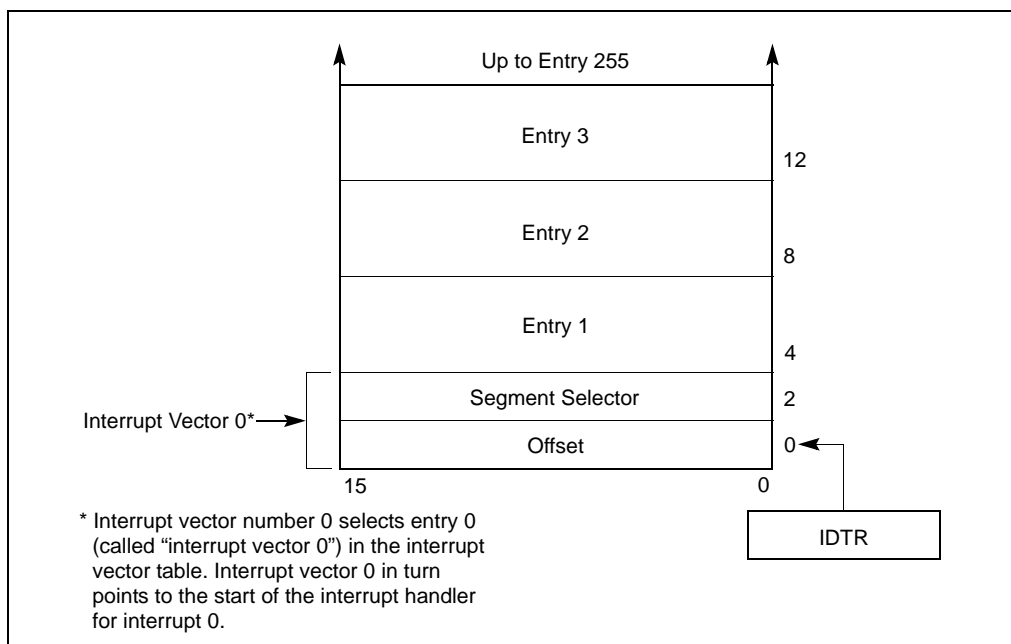 Up to Entry 255
Entry 3
12
Entry 2
8
Entry 1
4
Segment Selector
2
Interrupt Vector 0*
Offset
0
15
0
* Interrupt vector number 0 selects entry 0
(called “interrupt vector 0”) in the interrupt
vector table. Interrupt vector 0 in turn
points to the start of the interrupt handler
for interrupt 0.
IDTR